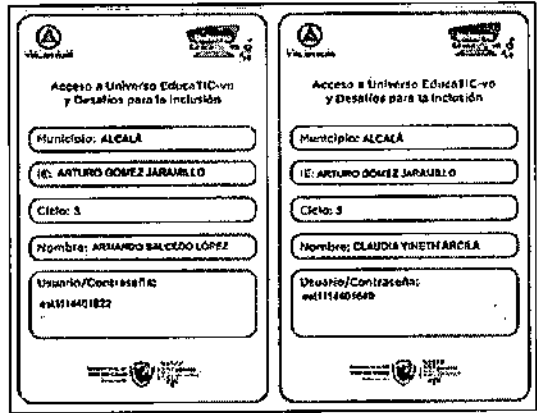 Acceso a Universo EducaTIC-vo
y Desafíos para la Inclusión
Municipio: ALCALÁ
IE: ARTURO GÓMEZ JARAMILLO
Ciclo: 3
Nombre: ARMANDO SALCEDO LÓPEZ
Usuario/Contraseña:
Acceso a Universo EducaTIC-vo
y Desafíos para la Inclusión
Municipio: ALCALÁ
IE: ARTURO GÓMEZ JARAMILLO
Ciclo: 3
Nombre: CLAUDIA YINETH ARCILA
Usuario/Contraseña: